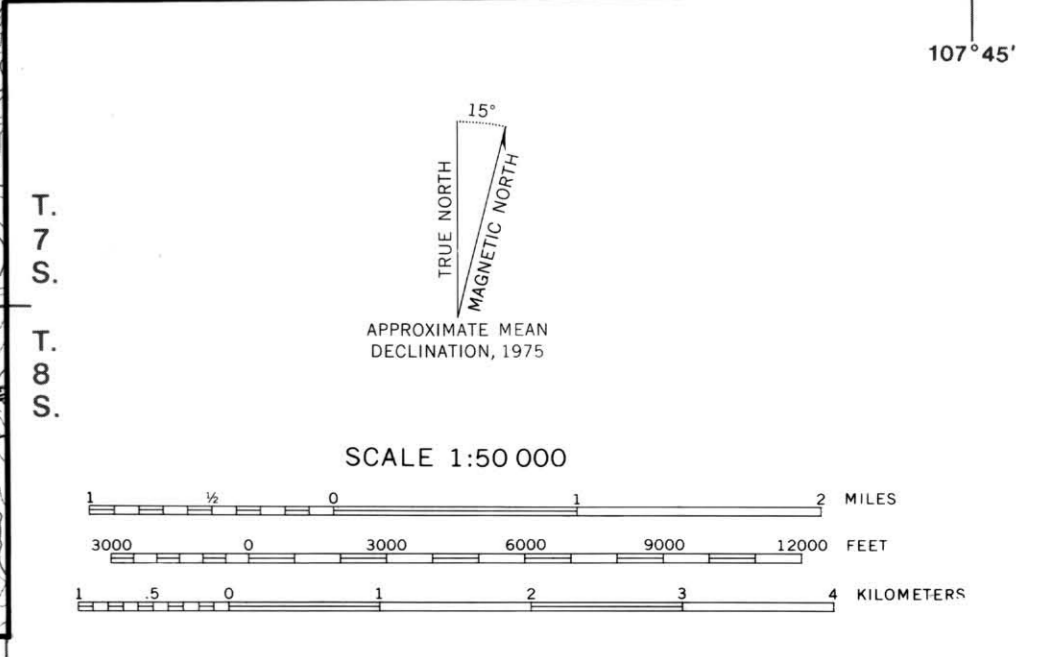 107°45'
15°
TRUE NORTH
MAGNETIC NORTH
T.
7
S.
T.
8
S.
APPROXIMATE MEAN
DECLINATION, 1975
SCALE 1:50 000
1 ½ 0 1 2 MILES
3000 0 3000 6000 9000 12000 FEET
1 .5 0 1 2 3 4 KILOMETERS